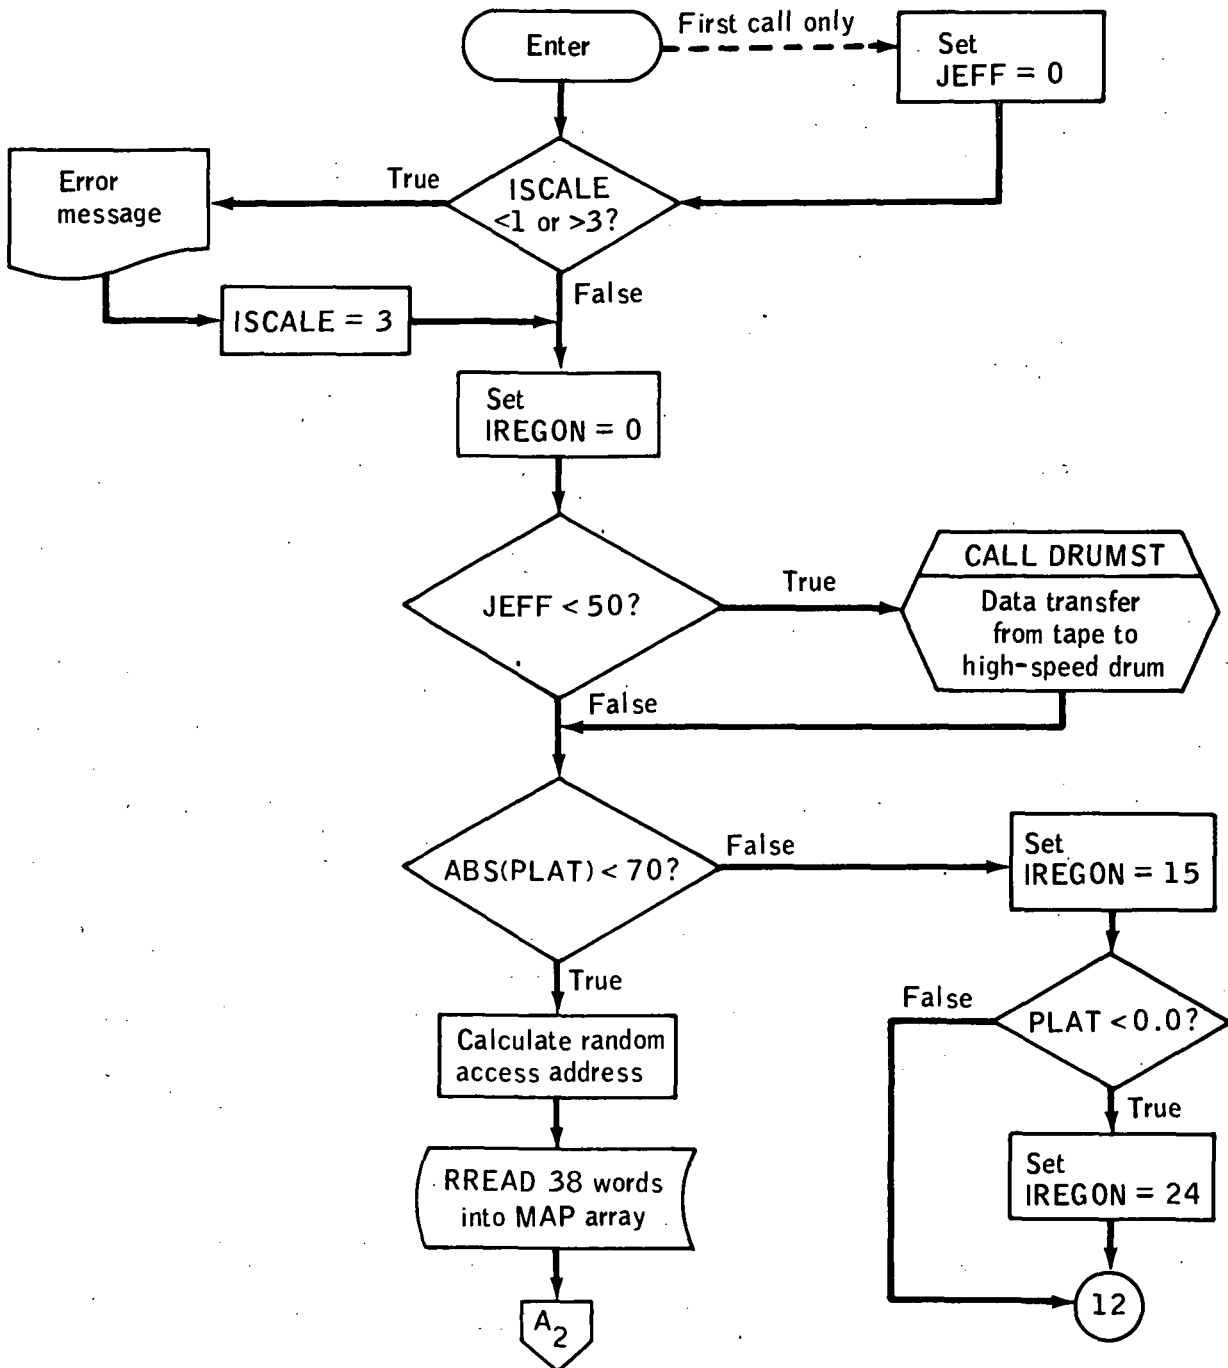 Enter
First call only
Set
JEFF = 0
ISCALE
<1 or >3?
True
Error
message
False
ISCALE = 3
Set
IREGON = 0
JEFF < 50?
True
CALL DRUMST
Data transfer
from tape to
high-speed drum
False
ABS(PLAT) < 70?
False
Set
IREGON = 15
True
False
PLAT < 0.0?
Calculate random
access address
True
Set
IREGON = 24
RREAD 38 words
into MAP array
12
A2